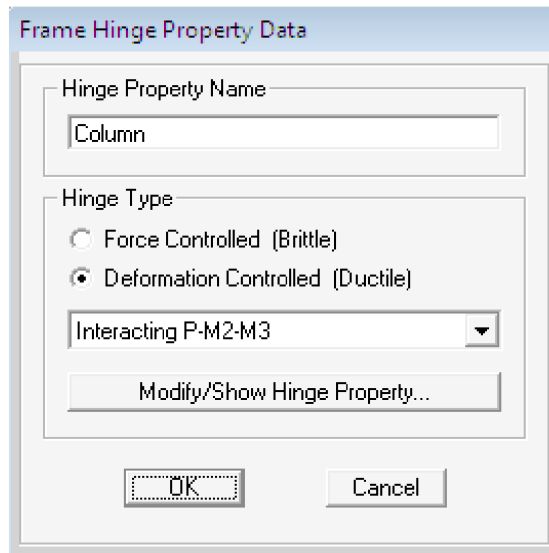 Frame Hinge Property Data
Hinge Property Name
Column
Hinge Type
Force Controlled (Brittle)
Deformation Controlled (Ductile)
Interacting P-M2-M3
Modify/Show Hinge Property...
OK Cancel